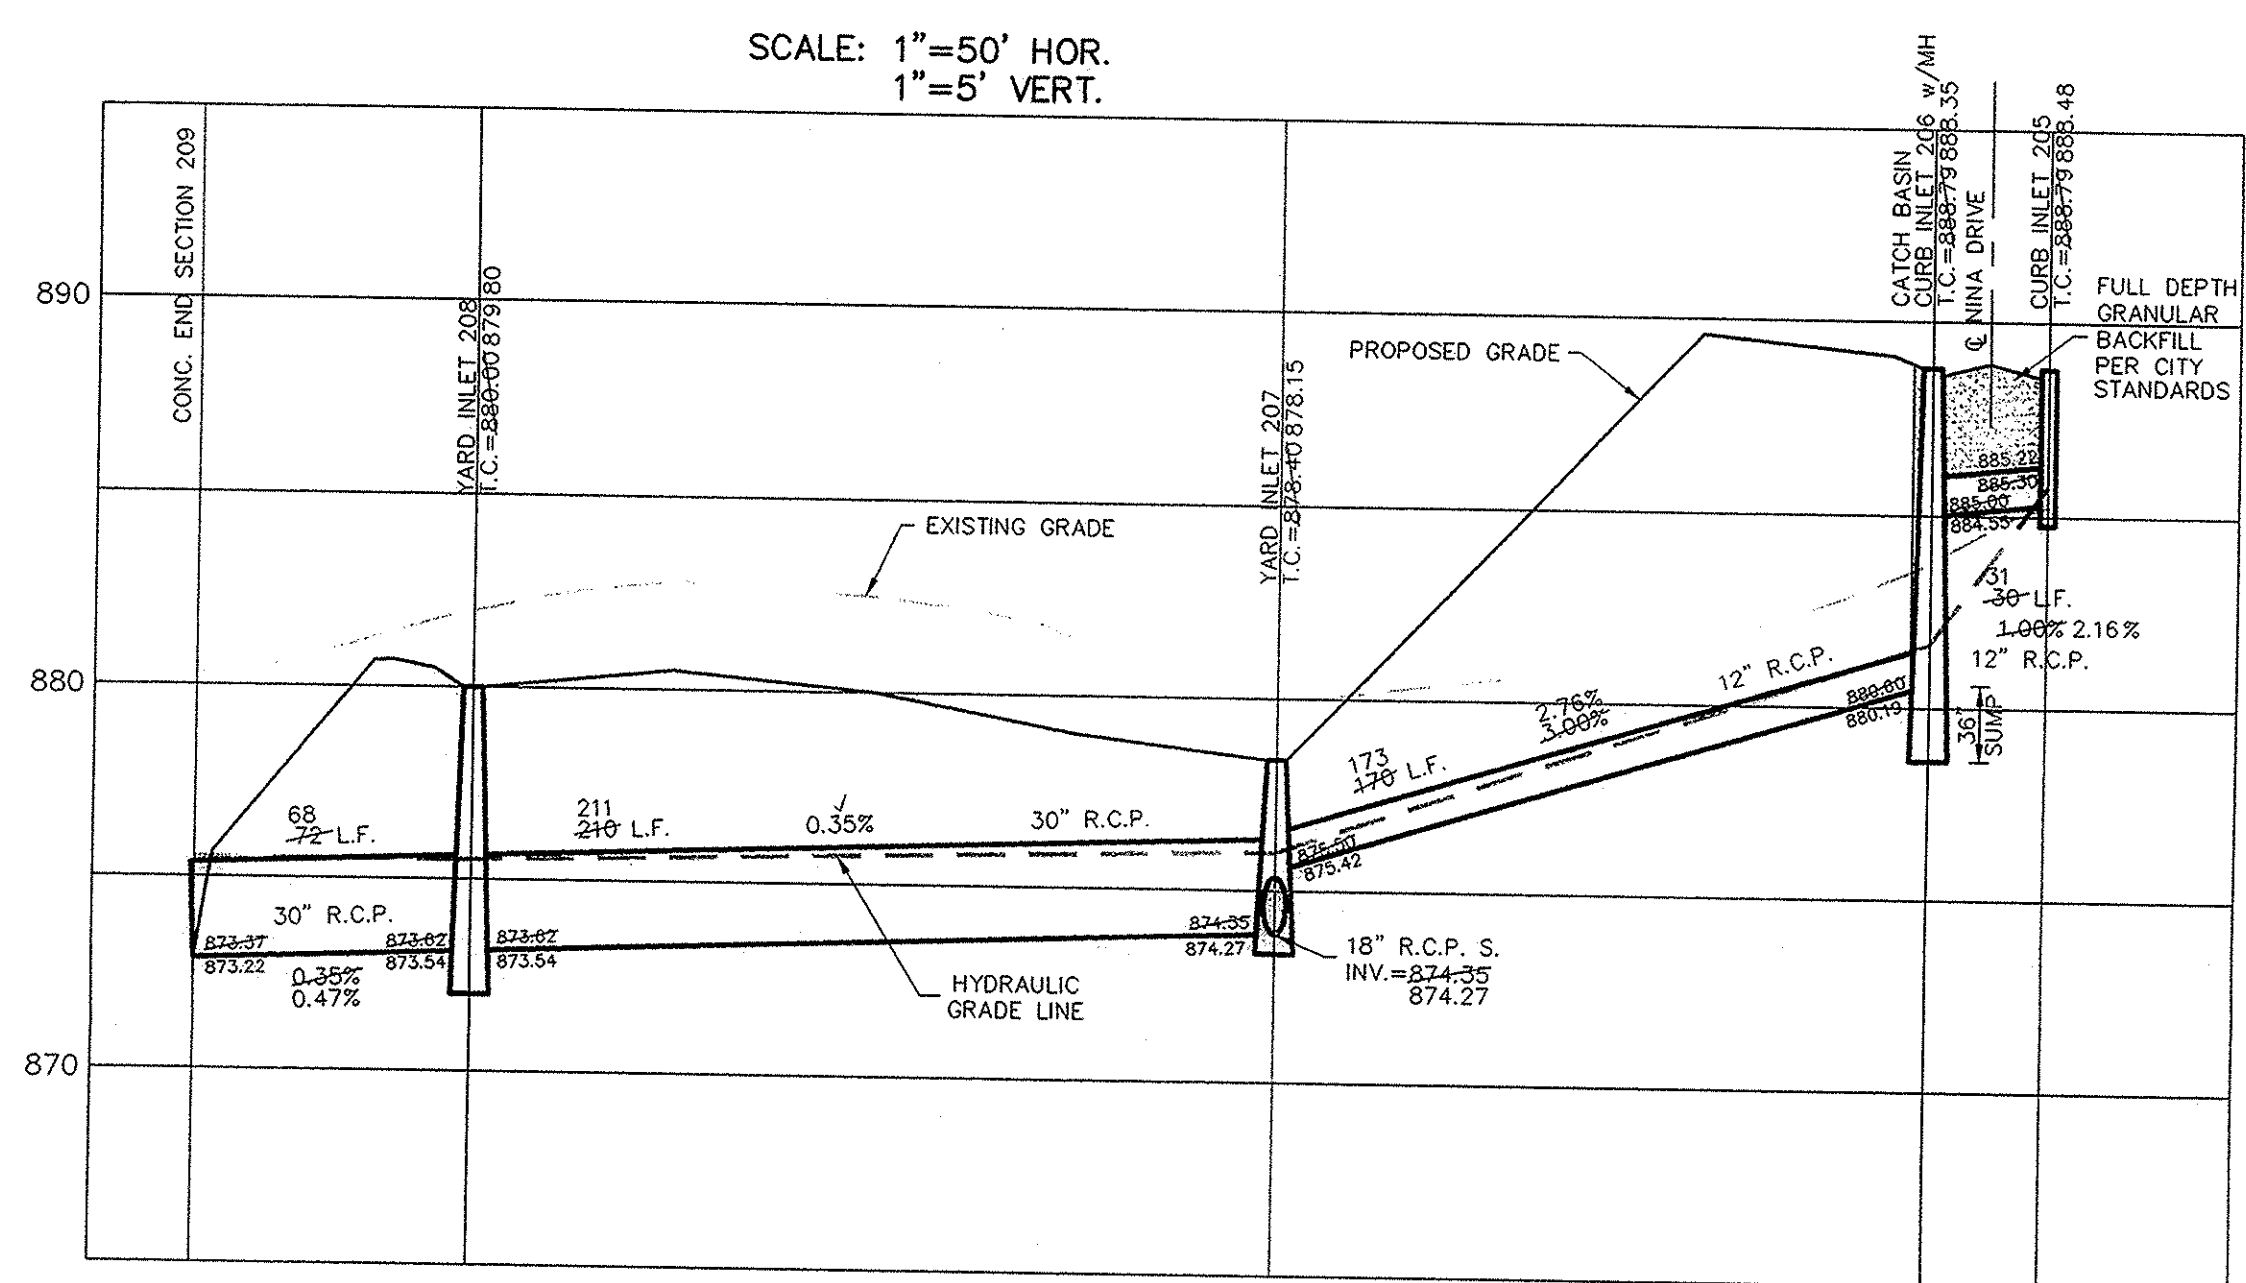 SCALE: 1"=50' HOR.
1"=5' VERT.
CONC. END SECTION 209
YARD INLET 208
T.C.=880.00 879.80
YARD INLET 207
T.C.=878.40 878.15
CATCH BASIN
CURB INLET 206 w/MH
T.C.=888.79 888.35
℄ NINA DRIVE
CURB INLET 205
T.C.=888.79 888.48
FULL DEPTH
GRANULAR
BACKFILL
PER CITY
STANDARDS
890
880
870
PROPOSED GRADE
EXISTING GRADE
885.22
885.30
885.00
884.55
31
30 L.F.
1.00% 2.16%
12" R.C.P.
36"
SUMP
12" R.C.P.
880.60
880.19
2.76%
3.00%
173
170 L.F.
875.50
875.42
68
72 L.F.
211
210 L.F.
0.35%
30" R.C.P.
30" R.C.P.
873.37
873.22
0.35%
0.47%
873.62
873.54
873.62
873.54
874.35
874.27
HYDRAULIC
GRADE LINE
18" R.C.P. S.
INV.=874.35
874.27